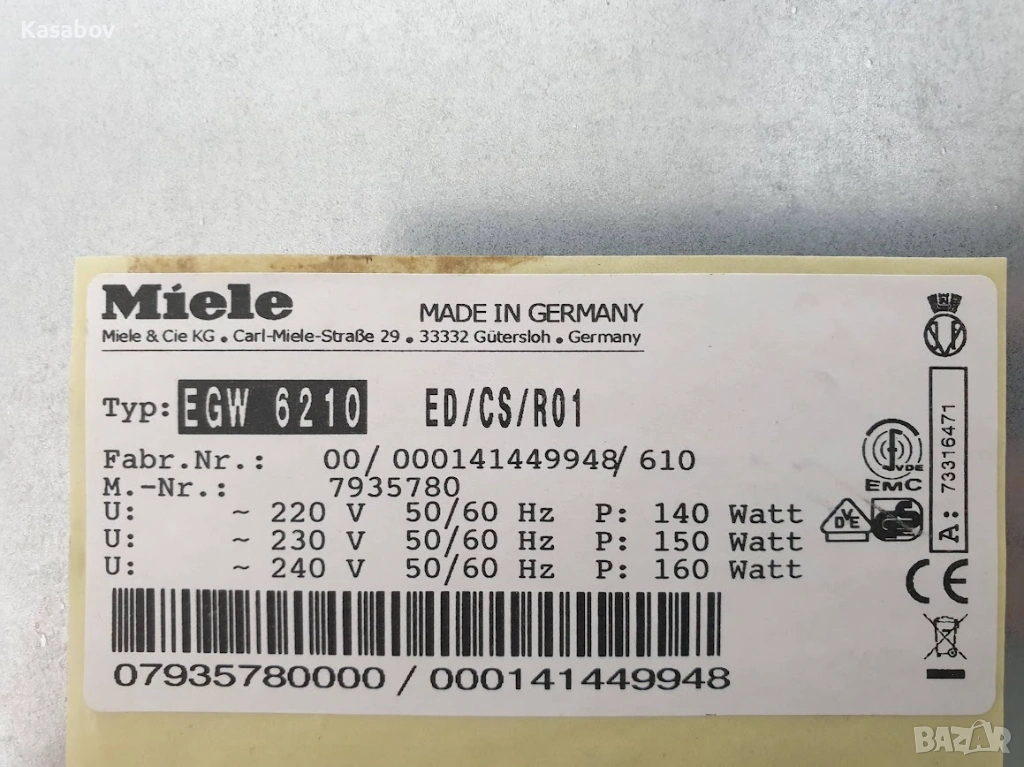 Kasabov
Miele MADE IN GERMANY
Miele & Cie KG . Carl-Miele-Straße 29 . 33332 Gütersloh . Germany
Typ: EGW 6210 ED/CS/R01
Fabr.Nr.: 00/ 000141449948/ 610
M.-Nr.: 7935780
U: ~ 220 V 50/60 Hz P: 140 Watt
U: ~ 230 V 50/60 Hz P: 150 Watt
U: ~ 240 V 50/60 Hz P: 160 Watt
07935780000 / 000141449948
VDE
EMC
DVE
GS
A: 73316471
CE
BAZAR